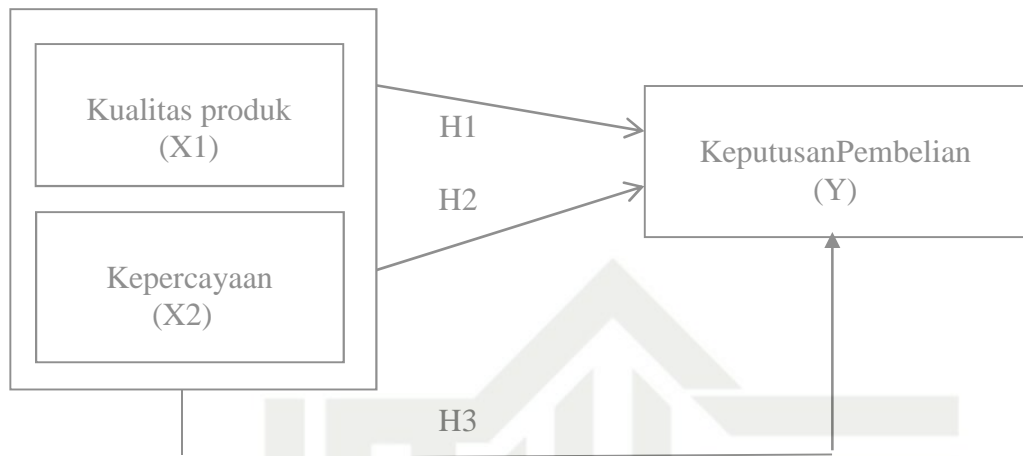 Kualitas produk
(X1)
H1
KeputusanPembelian
(Y)
H2
Kepercayaan
(X2)
H3